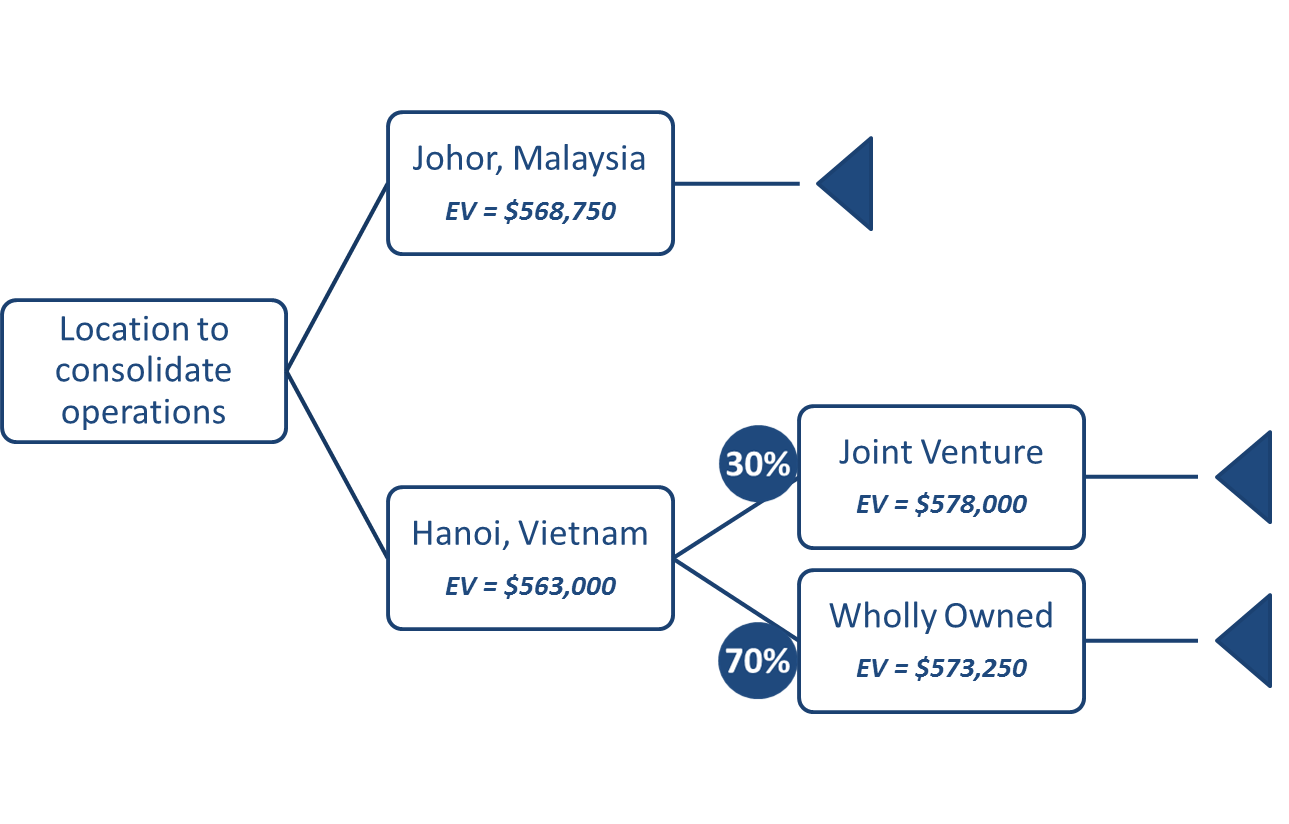 Johor, Malaysia
EV = $568,750
Location to
consolidate
operations
30%
Joint Venture
EV = $578,000
Hanoi, Vietnam
EV = $563,000
70%
Wholly Owned
EV = $573,250